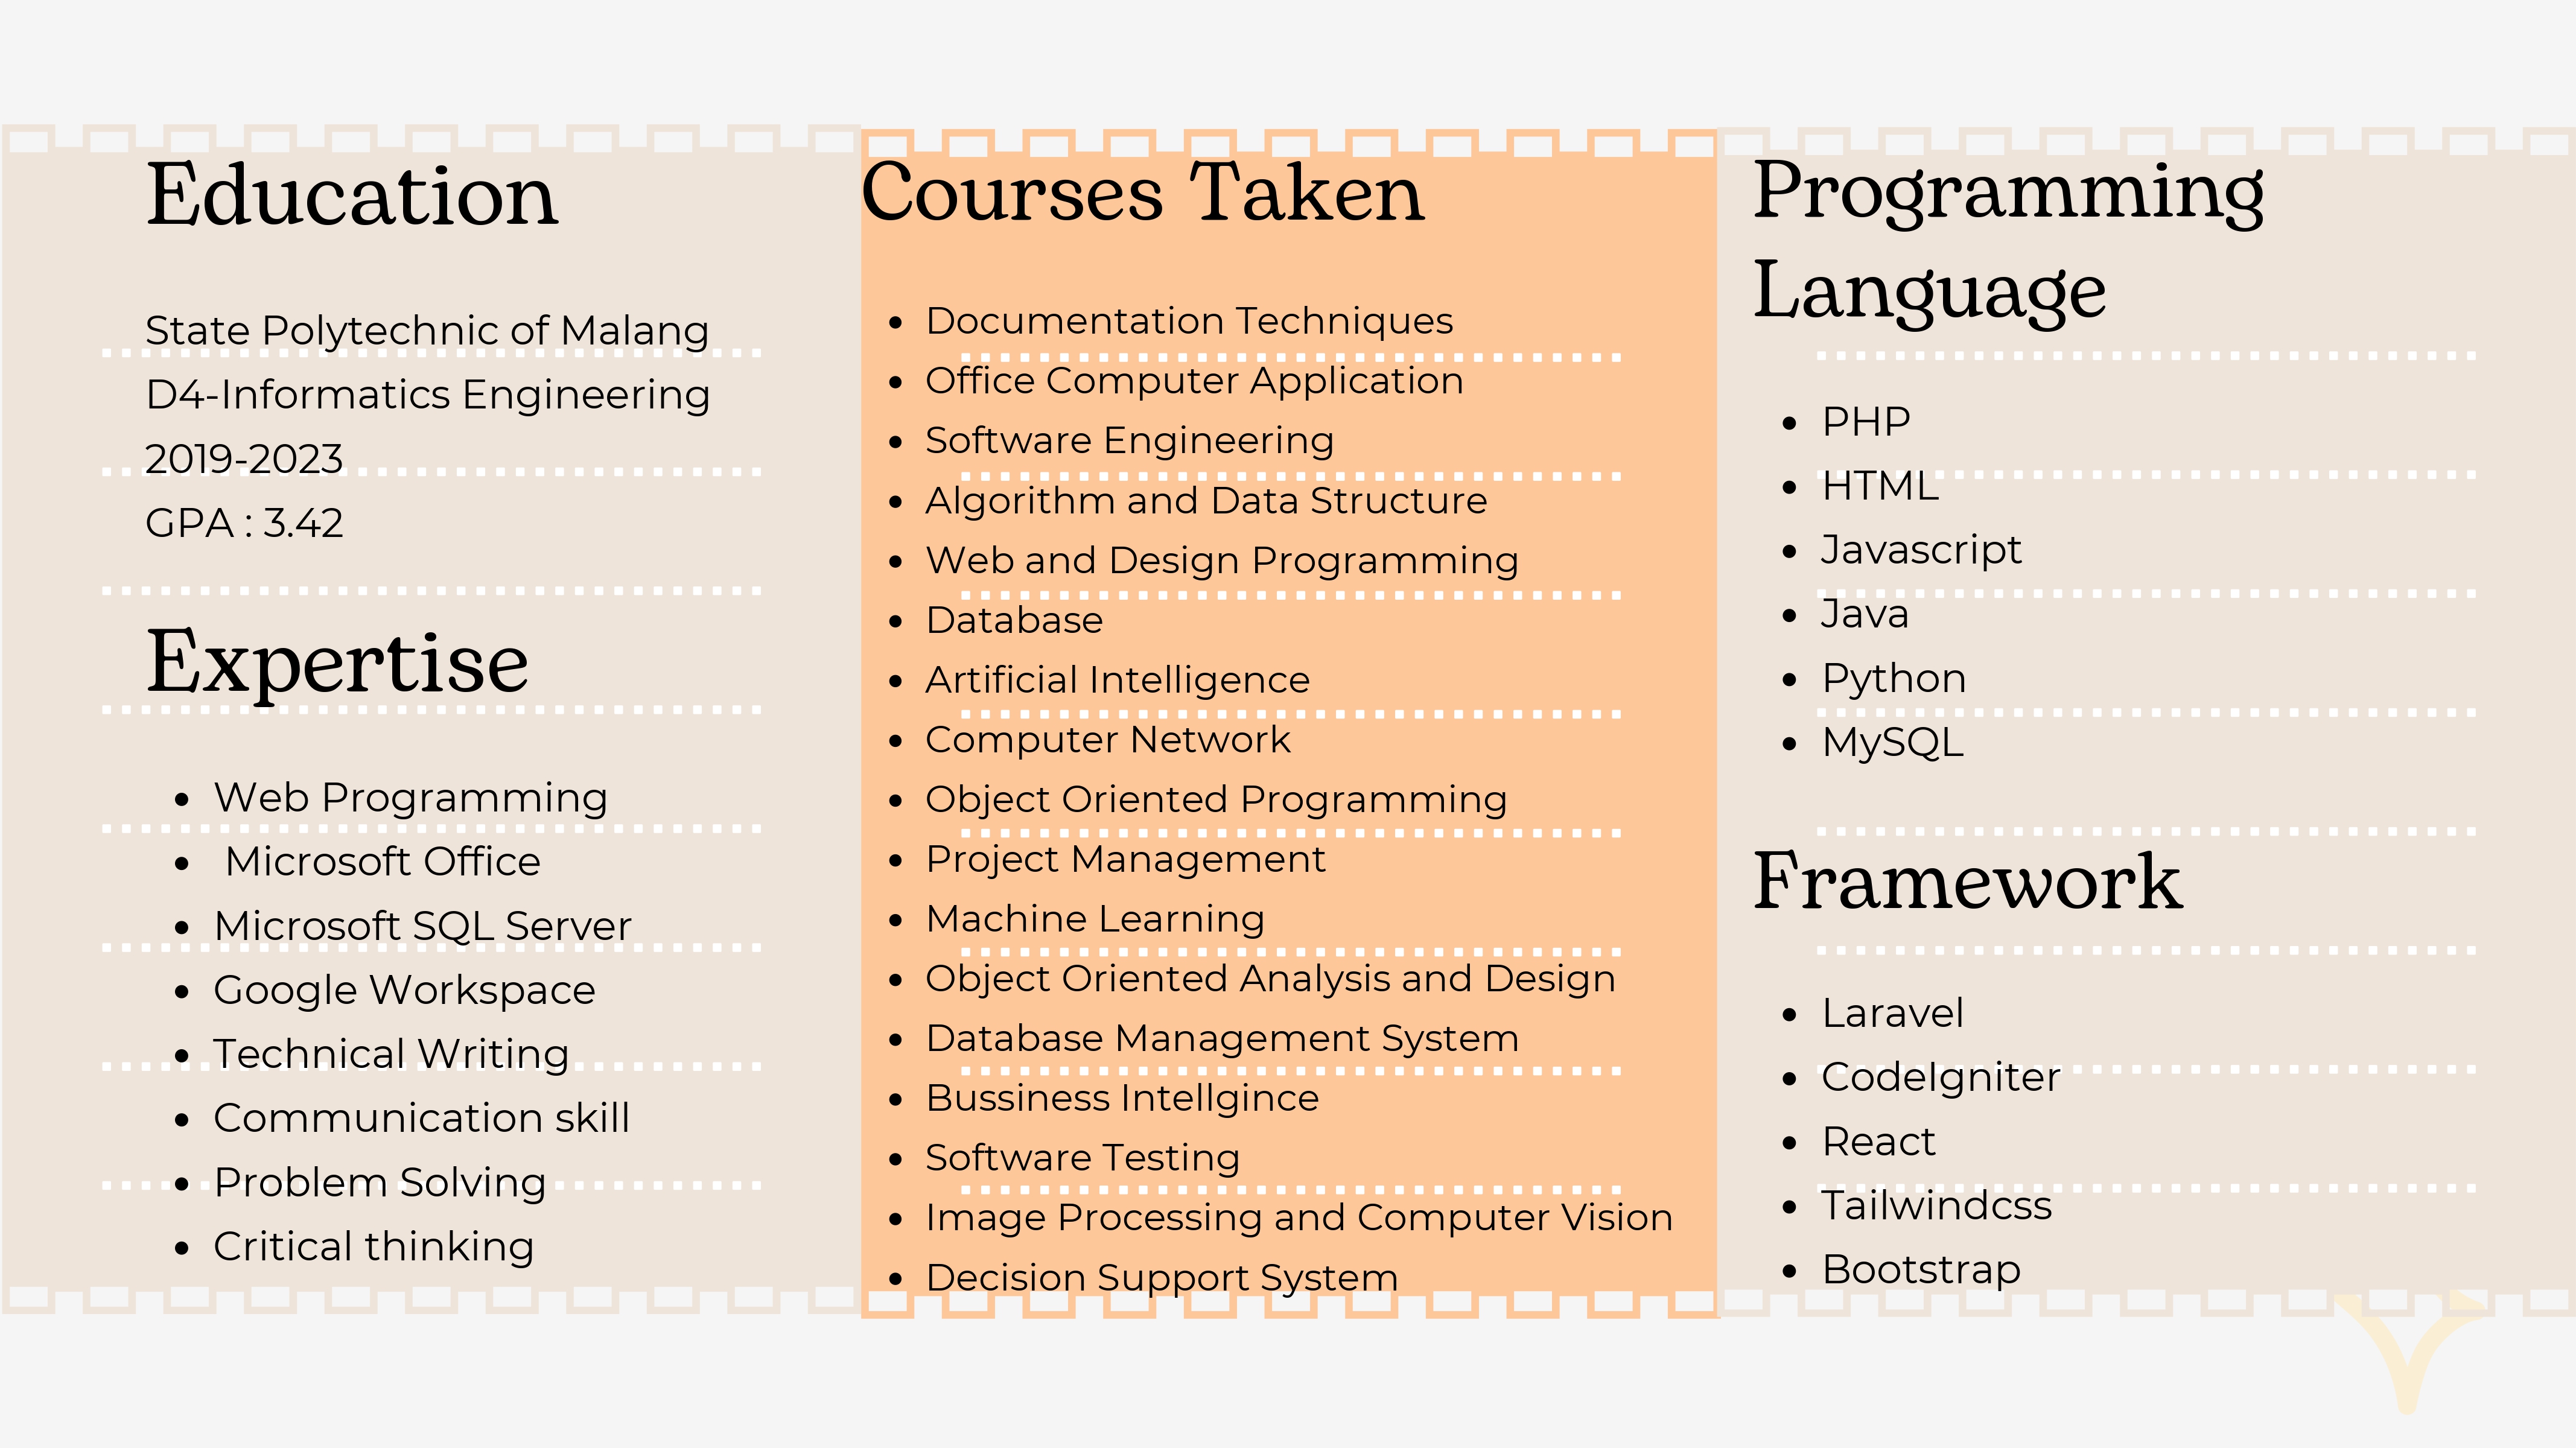 Education
State Polytechnic of Malang
D4-Informatics Engineering
2019-2023
GPA : 3.42
Expertise
• Web Programming
• Microsoft Office
• Microsoft SQL Server
• Google Workspace
• Technical Writing
• Communication skill
• Problem Solving
• Critical thinking
Courses Taken
• Documentation Techniques
• Office Computer Application
• Software Engineering
• Algorithm and Data Structure
• Web and Design Programming
• Database
• Artificial Intelligence
• Computer Network
• Object Oriented Programming
• Project Management
• Machine Learning
• Object Oriented Analysis and Design
• Database Management System
• Bussiness Intellgince
• Software Testing
• Image Processing and Computer Vision
• Decision Support System
Programming
Language
• PHP
• HTML
• Javascript
• Java
• Python
• MySQL
Framework
• Laravel
• CodeIgniter
• React
• Tailwindcss
• Bootstrap